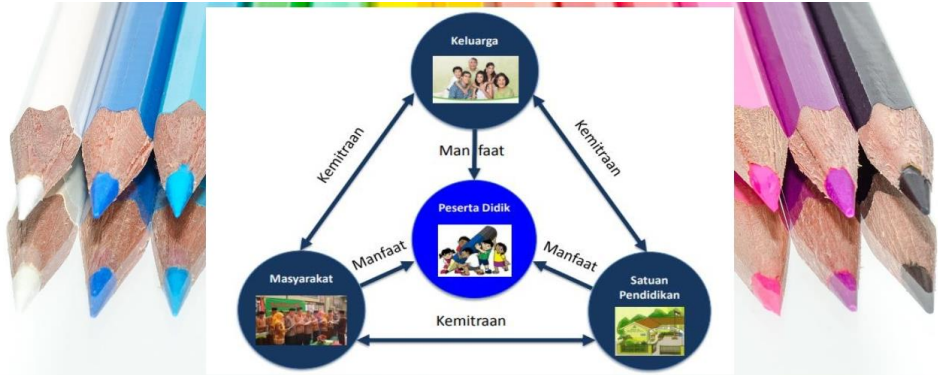 Keluarga
Kemitraan
Kemitraan
Manfaat
Peserta Didik
Manfaat
Manfaat
Masyarakat
Satuan
Pendidikan
Kemitraan